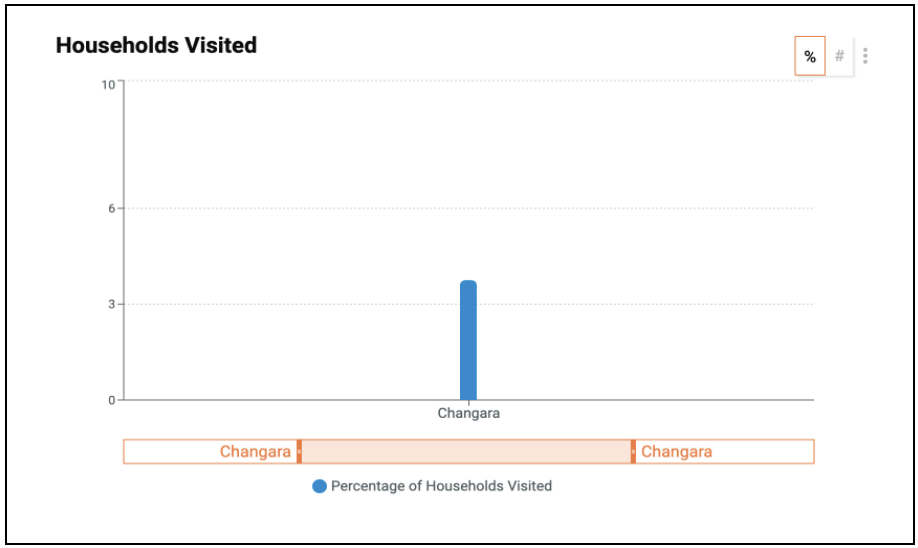 Households Visited
% #
10
6
3
0
Changara
Changara Changara
Percentage of Households Visited